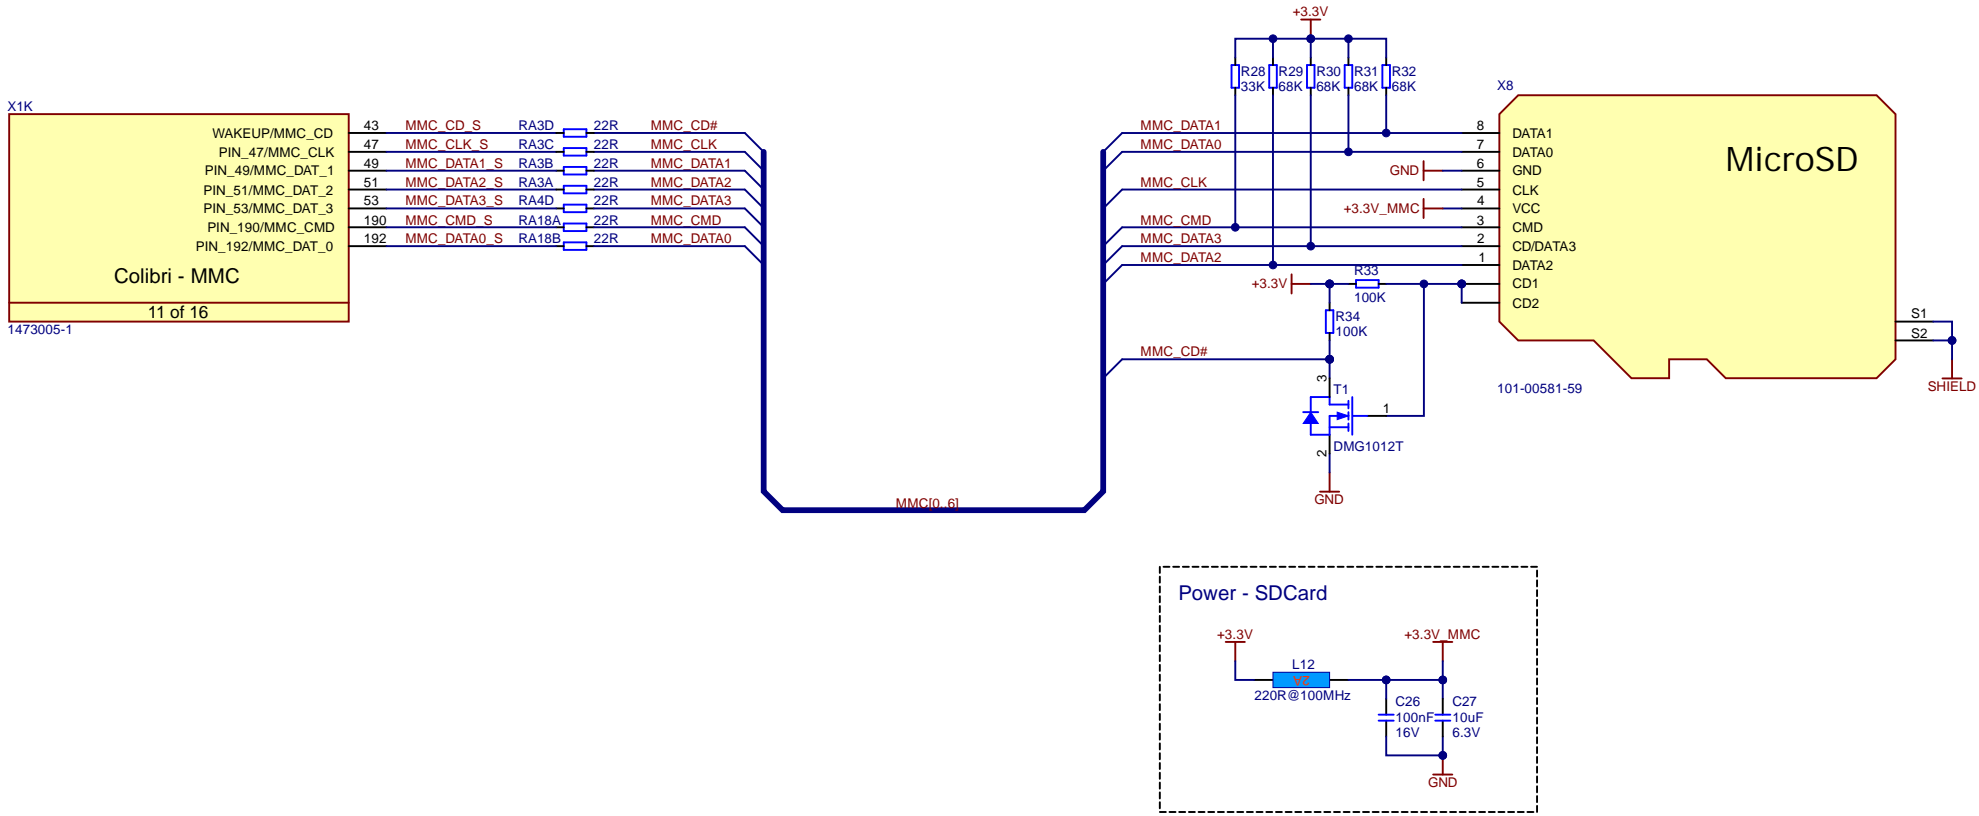 +3.3V
R28 R29 R30 R31 R32
33K 68K 68K 68K 68K
X1K
WAKEUP/MMC_CD 43 MMC_CD_S RA3D 22R MMC_CD#
PIN_47/MMC_CLK 47 MMC_CLK_S RA3C 22R MMC_CLK
PIN_49/MMC_DAT_1 49 MMC_DATA1_S RA3B 22R MMC_DATA1
PIN_51/MMC_DAT_2 51 MMC_DATA2_S RA3A 22R MMC_DATA2
PIN_53/MMC_DAT_3 53 MMC_DATA3_S RA4D 22R MMC_DATA3
PIN_190/MMC_CMD 190 MMC_CMD_S RA18A 22R MMC_CMD
PIN_192/MMC_DAT_0 192 MMC_DATA0_S RA18B 22R MMC_DATA0
Colibri - MMC
11 of 16
1473005-1
MMC[0..6]
X8
MicroSD
MMC_DATA1 8 DATA1
MMC_DATA0 7 DATA0
GND 6 GND
MMC_CLK 5 CLK
+3.3V_MMC 4 VCC
MMC_CMD 3 CMD
MMC_DATA3 2 CD/DATA3
MMC_DATA2 1 DATA2
+3.3V R33 CD1
100K
CD2
R34
100K
S1
S2
SHIELD
MMC_CD#
101-00581-59
3
T1
1
DMG1012T
2
GND
Power - SDCard
+3.3V +3.3V_MMC
L12
2A
220R@100MHz
C26 C27
100nF 10uF
16V 6.3V
GND